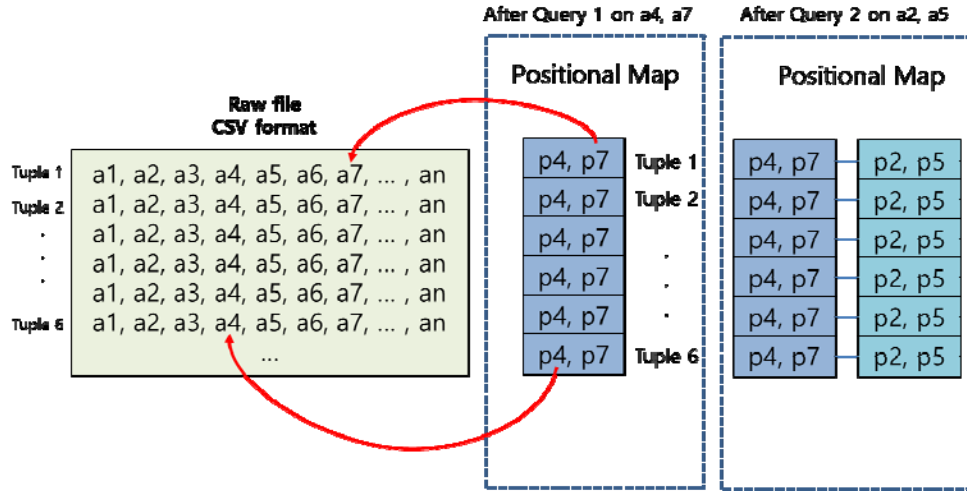 After Query 1 on a4, a7
After Query 2 on a2, a5
Positional Map
Positional Map
Raw file
CSV format
Tuple 1
a1, a2, a3, a4, a5, a6, a7, ... , an
Tuple 2
a1, a2, a3, a4, a5, a6, a7, ... , an
.
a1, a2, a3, a4, a5, a6, a7, ... , an
.
a1, a2, a3, a4, a5, a6, a7, ... , an
.
a1, a2, a3, a4, a5, a6, a7, ... , an
Tuple 6
a1, a2, a3, a4, a5, a6, a7, ... , an
...
p4, p7
Tuple 1
p4, p7
Tuple 2
p4, p7
.
p4, p7
.
p4, p7
.
p4, p7
Tuple 6
p4, p7
p2, p5
p4, p7
p2, p5
p4, p7
p2, p5
p4, p7
p2, p5
p4, p7
p2, p5
p4, p7
p2, p5